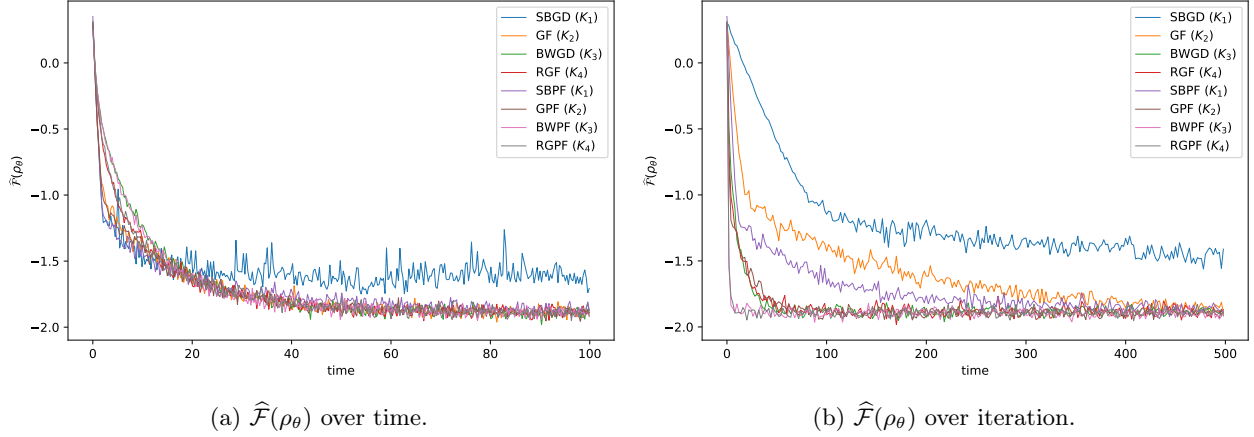 SBGD (K₁)
GF (K₂)
BWGD (K₃)
RGF (K₄)
SBPF (K₁)
GPF (K₂)
BWPF (K₃)
RGPF (K₄)
0.0
−0.5
−1.0
−1.5
−2.0
F̂(ρθ)
0
20
40
60
80
100
time
(a) F̂(ρθ) over time.
SBGD (K₁)
GF (K₂)
BWGD (K₃)
RGF (K₄)
SBPF (K₁)
GPF (K₂)
BWPF (K₃)
RGPF (K₄)
0.0
−0.5
−1.0
−1.5
−2.0
F̂(ρθ)
0
100
200
300
400
500
time
(b) F̂(ρθ) over iteration.